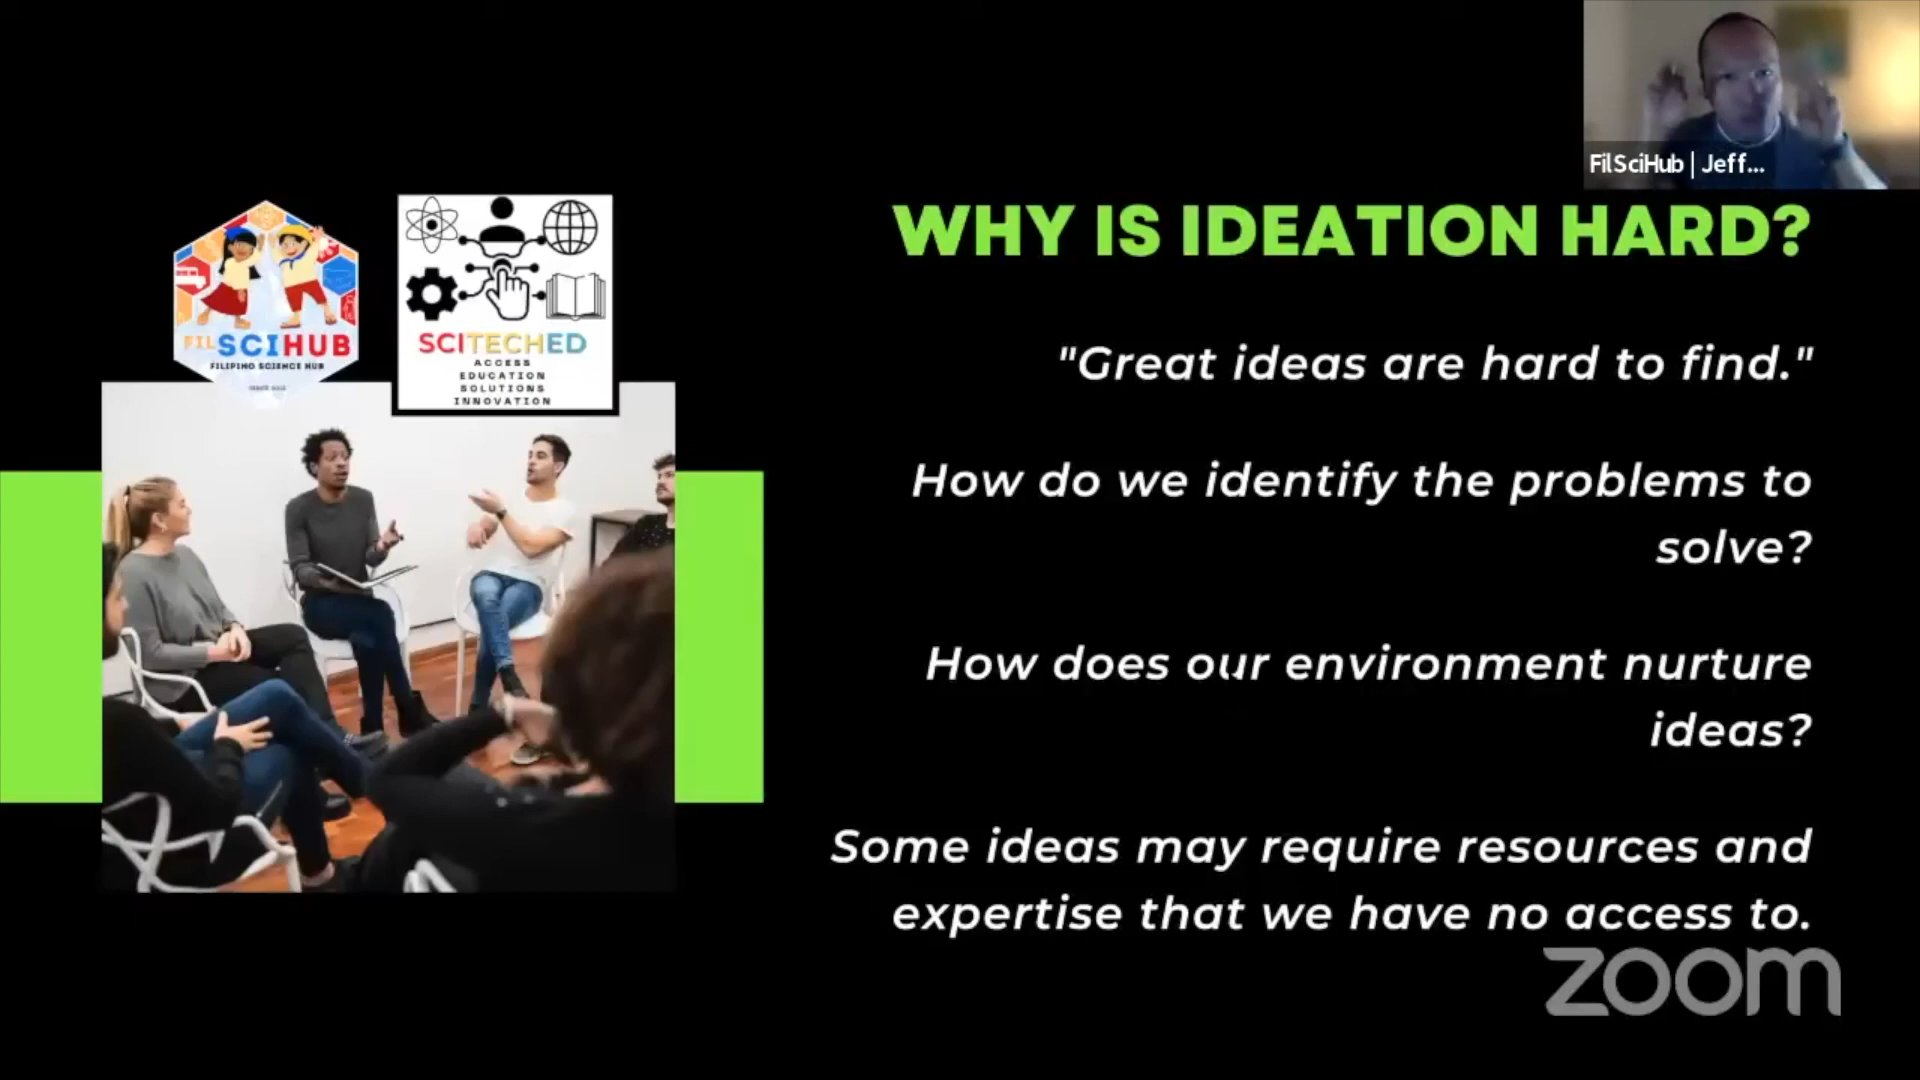 FilSciHub | Jeff...
WHY IS IDEATION HARD?
FILSCIHUB
FILIPINO SCIENCE HUB
SCITECHED
ACCESS
EDUCATION
SOLUTIONS
INNOVATION
"Great ideas are hard to find."
How do we identify the problems to
solve?
How does our environment nurture
ideas?
Some ideas may require resources and
expertise that we have no access to.
zoom